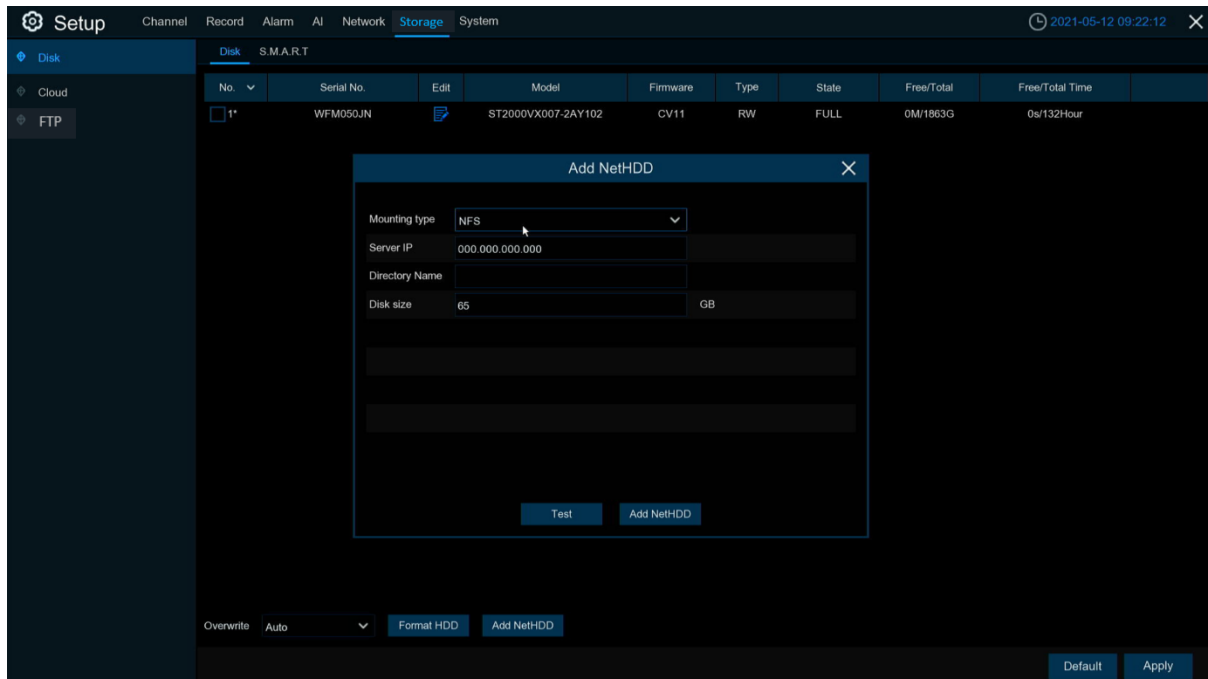 Setup Channel Record Alarm AI Network Storage System 2021-05-12 09:22:12
Disk
Cloud
FTP
Disk S.M.A.R.T
No. Serial No. Edit Model Firmware Type State Free/Total Free/Total Time
1* WFM050JN ST2000VX007-2AY102 CV11 RW FULL 0M/1863G 0s/132Hour
Add NetHDD
Mounting type NFS
Server IP 000.000.000.000
Directory Name
Disk size 65 GB
Test Add NetHDD
Overwrite Auto Format HDD Add NetHDD
Default Apply